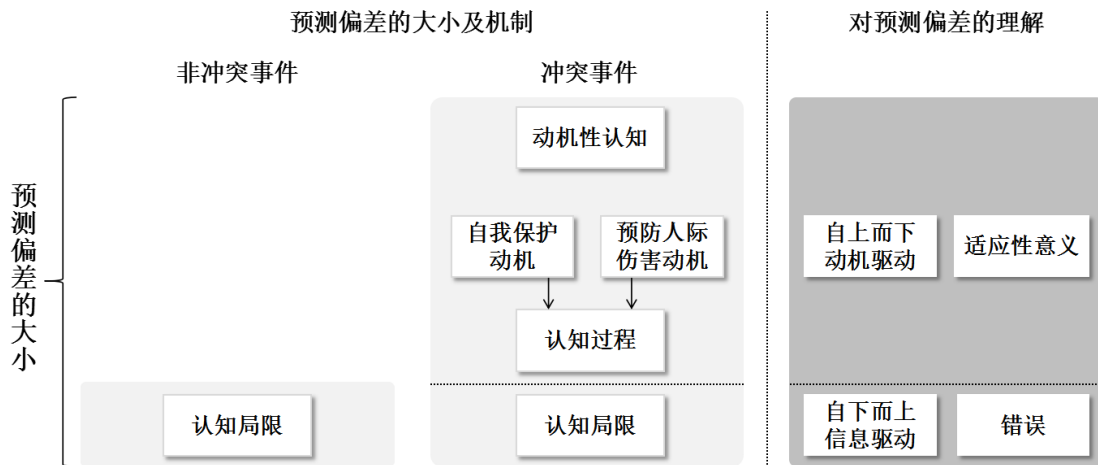 预测偏差的大小及机制
对预测偏差的理解
非冲突事件
冲突事件
预测偏差的大小
动机性认知
自我保护
动机
预防人际
伤害动机
认知过程
自上而下
动机驱动
适应性意义
认知局限
认知局限
自下而上
信息驱动
错误